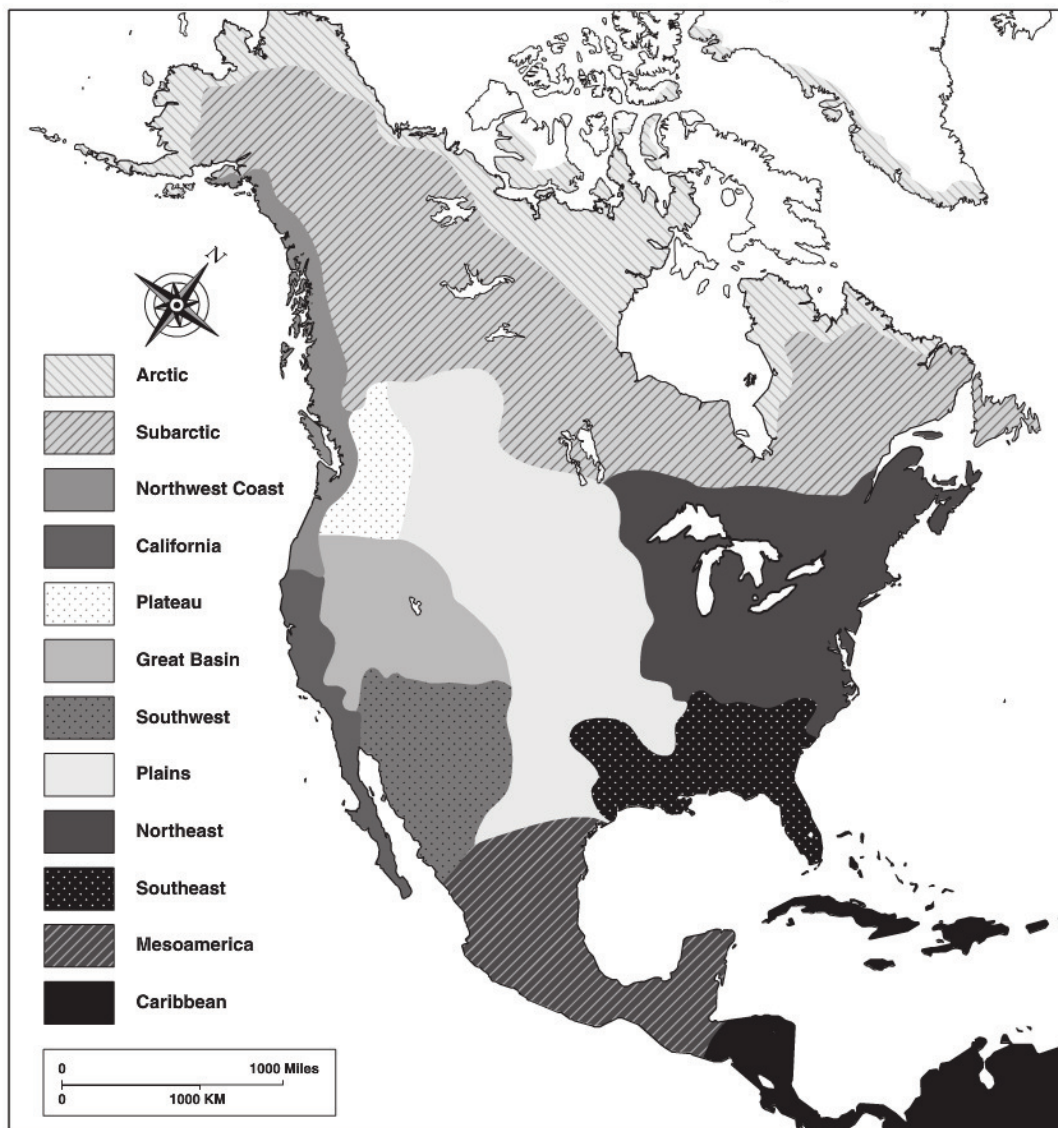 N
Arctic
Subarctic
Northwest Coast
California
Plateau
Great Basin
Southwest
Plains
Northeast
Southeast
Mesoamerica
Caribbean
0 1000 Miles
0 1000 KM